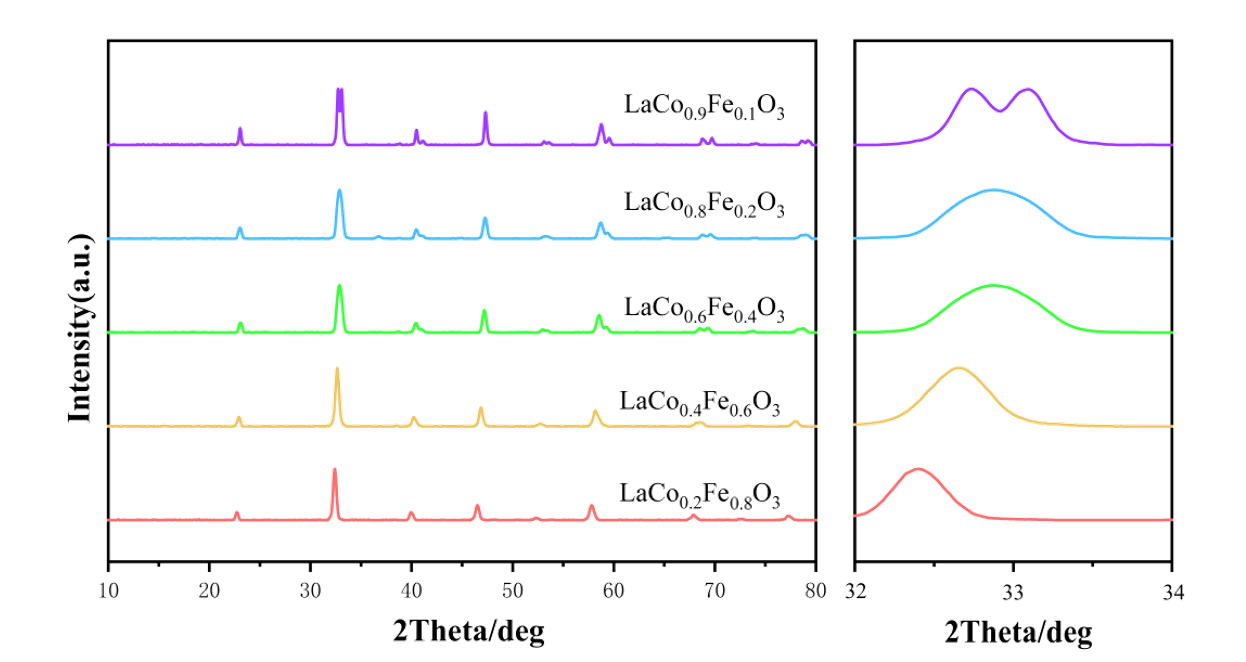 Intensity(a.u.)
LaCo0.9Fe0.1O3
LaCo0.8Fe0.2O3
LaCo0.6Fe0.4O3
LaCo0.4Fe0.6O3
LaCo0.2Fe0.8O3
10 20 30 40 50 60 70 80
2Theta/deg
32 33 34
2Theta/deg